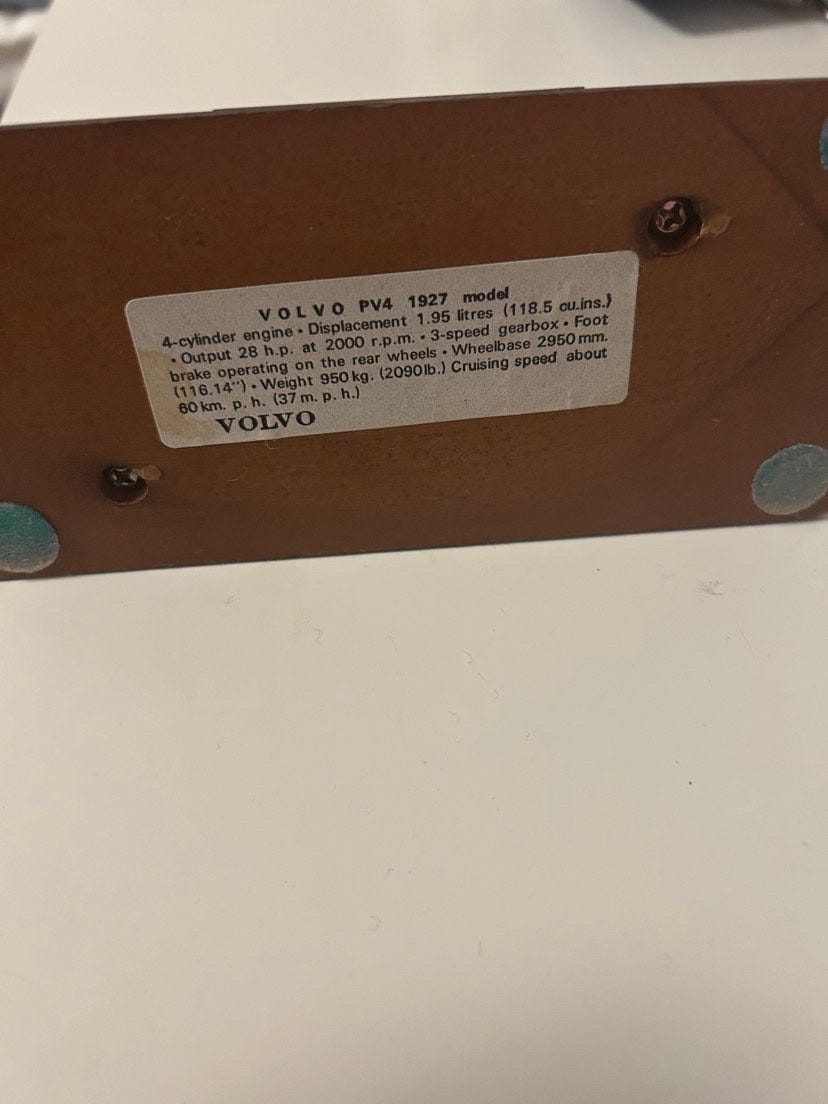 VOLVO PV4 1927 model
4-cylinder engine • Displacement 1.95 litres (118.5 cu.ins.)
• Output 28 h.p. at 2000 r.p.m. • 3-speed gearbox • Foot
brake operating on the rear wheels • Wheelbase 2950 mm.
(116.14") • Weight 950 kg. (2090 lb.) Cruising speed about
60 km. p. h. (37 m. p. h.)
VOLVO